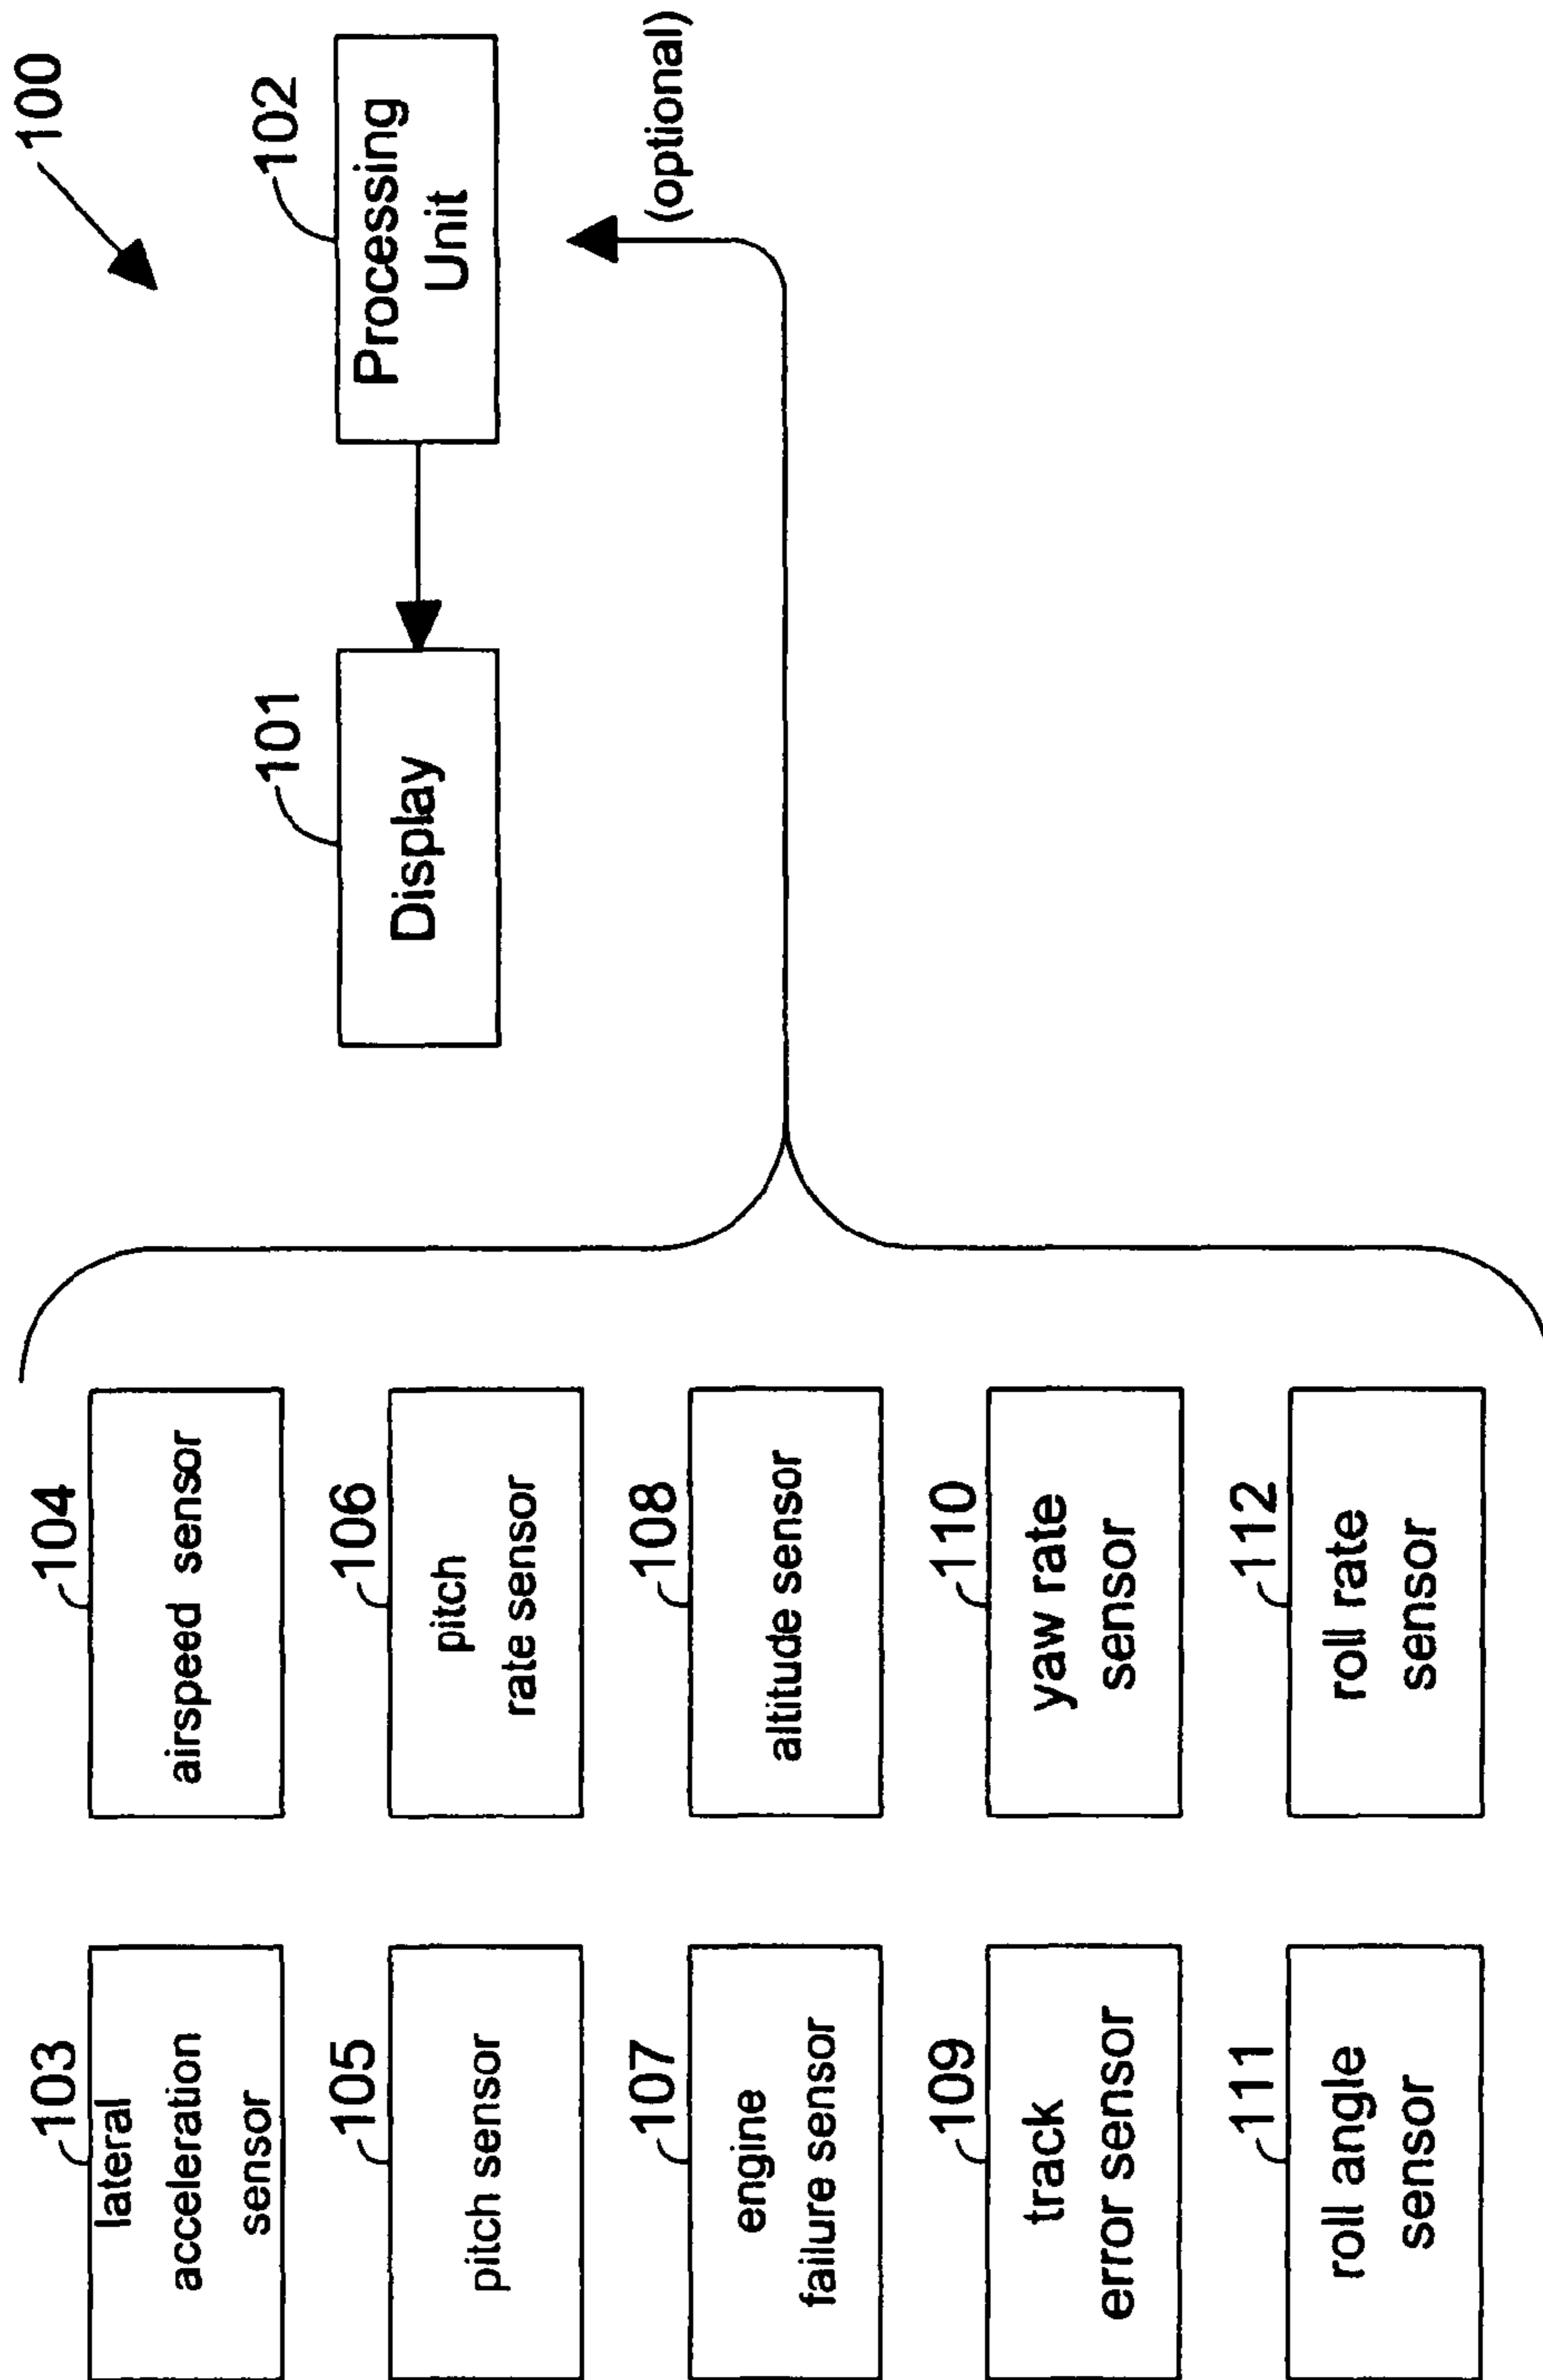 100
102
Processing
Unit
101
Display
(optional)
103
lateral
acceleration
sensor
104
airspeed sensor
105
pitch sensor
106
pitch
rate sensor
107
engine
failure sensor
108
altitude sensor
109
track
error sensor
110
yaw rate
sensor
111
roll angle
sensor
112
roll rate
sensor